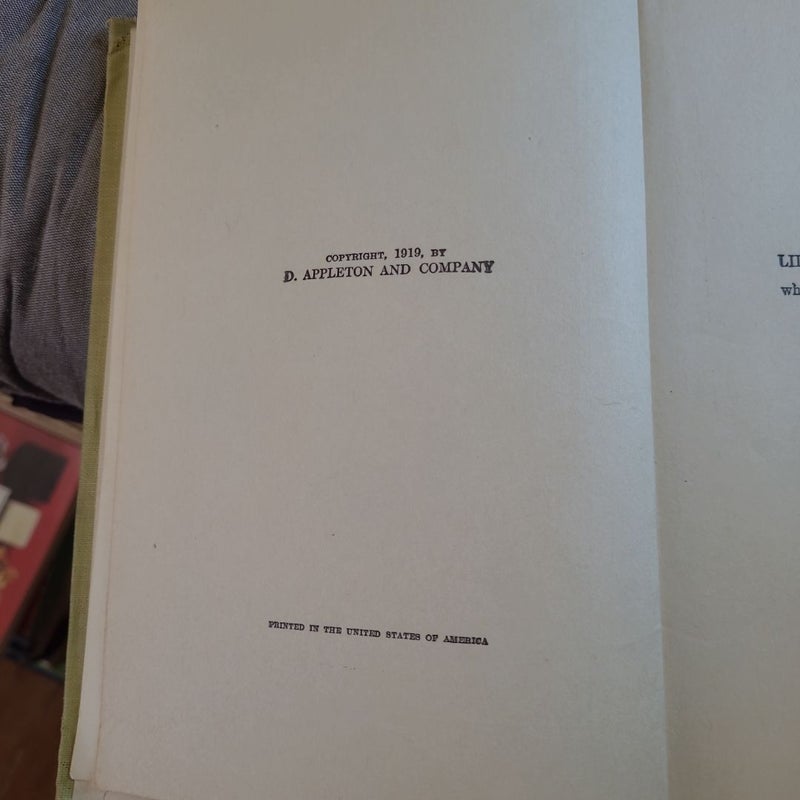 COPYRIGHT, 1919, BY
D. APPLETON AND COMPANY
PRINTED IN THE UNITED STATES OF AMERICA